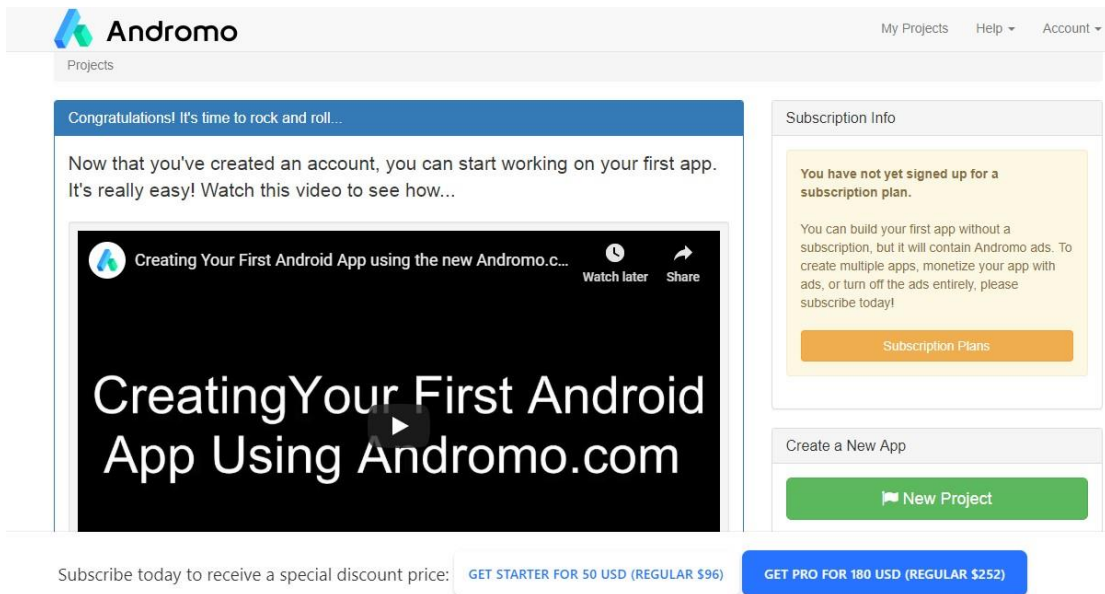 Andromo
My Projects
Help
Account
Projects
Congratulations! It's time to rock and roll...
Now that you've created an account, you can start working on your first app.
It's really easy! Watch this video to see how...
Creating Your First Android App using the new Andromo.c...
Watch later
Share
CreatingYour First Android
App Using Andromo.com
Subscription Info
You have not yet signed up for a
subscription plan.
You can build your first app without a
subscription, but it will contain Andromo ads. To
create multiple apps, monetize your app with
ads, or turn off the ads entirely, please
subscribe today!
Subscription Plans
Create a New App
New Project
Subscribe today to receive a special discount price:
GET STARTER FOR 50 USD (REGULAR $96)
GET PRO FOR 180 USD (REGULAR $252)